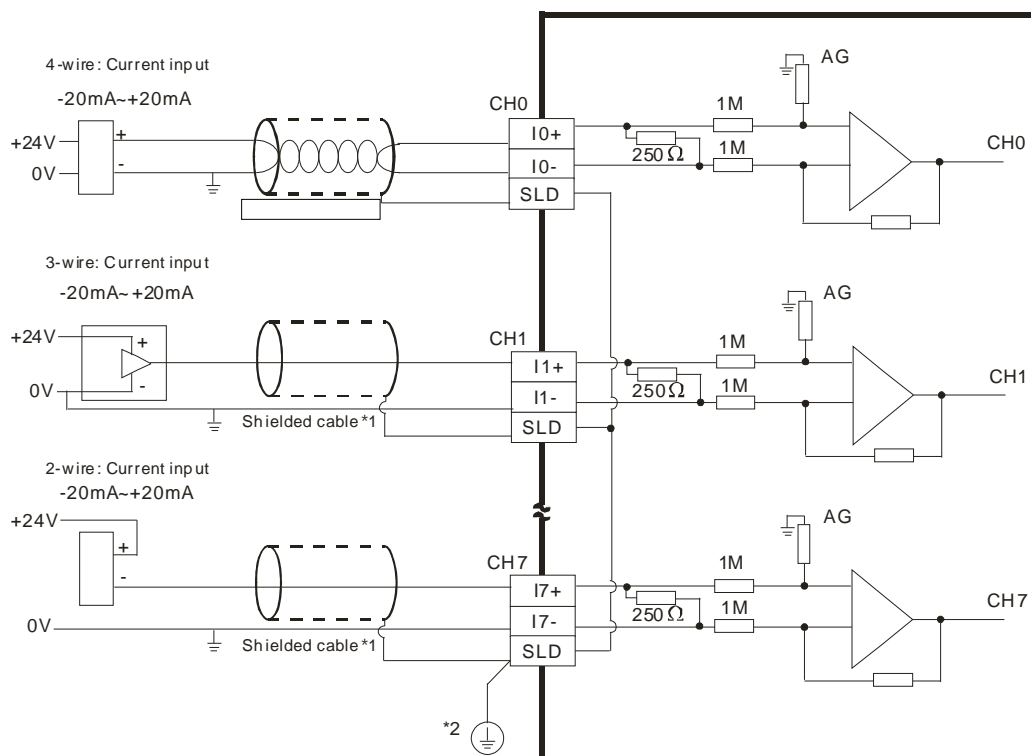 4-wire: Current input
-20mA~+20mA
+24V
0V
+
-
CH0
I0+
I0-
SLD
250Ω
1M
1M
AG
CH0
3-wire: Current input
-20mA~+20mA
+24V
0V
+
-
Shielded cable *1
CH1
I1+
I1-
SLD
250Ω
1M
1M
AG
CH1
2-wire: Current input
-20mA~+20mA
+24V
0V
+
-
Shielded cable *1
CH7
I7+
I7-
SLD
*2
250Ω
1M
1M
AG
CH7